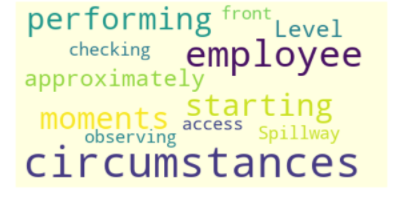 performing front
Level
checking employee
approximately
starting
moments access
observing Spillway
circumstances